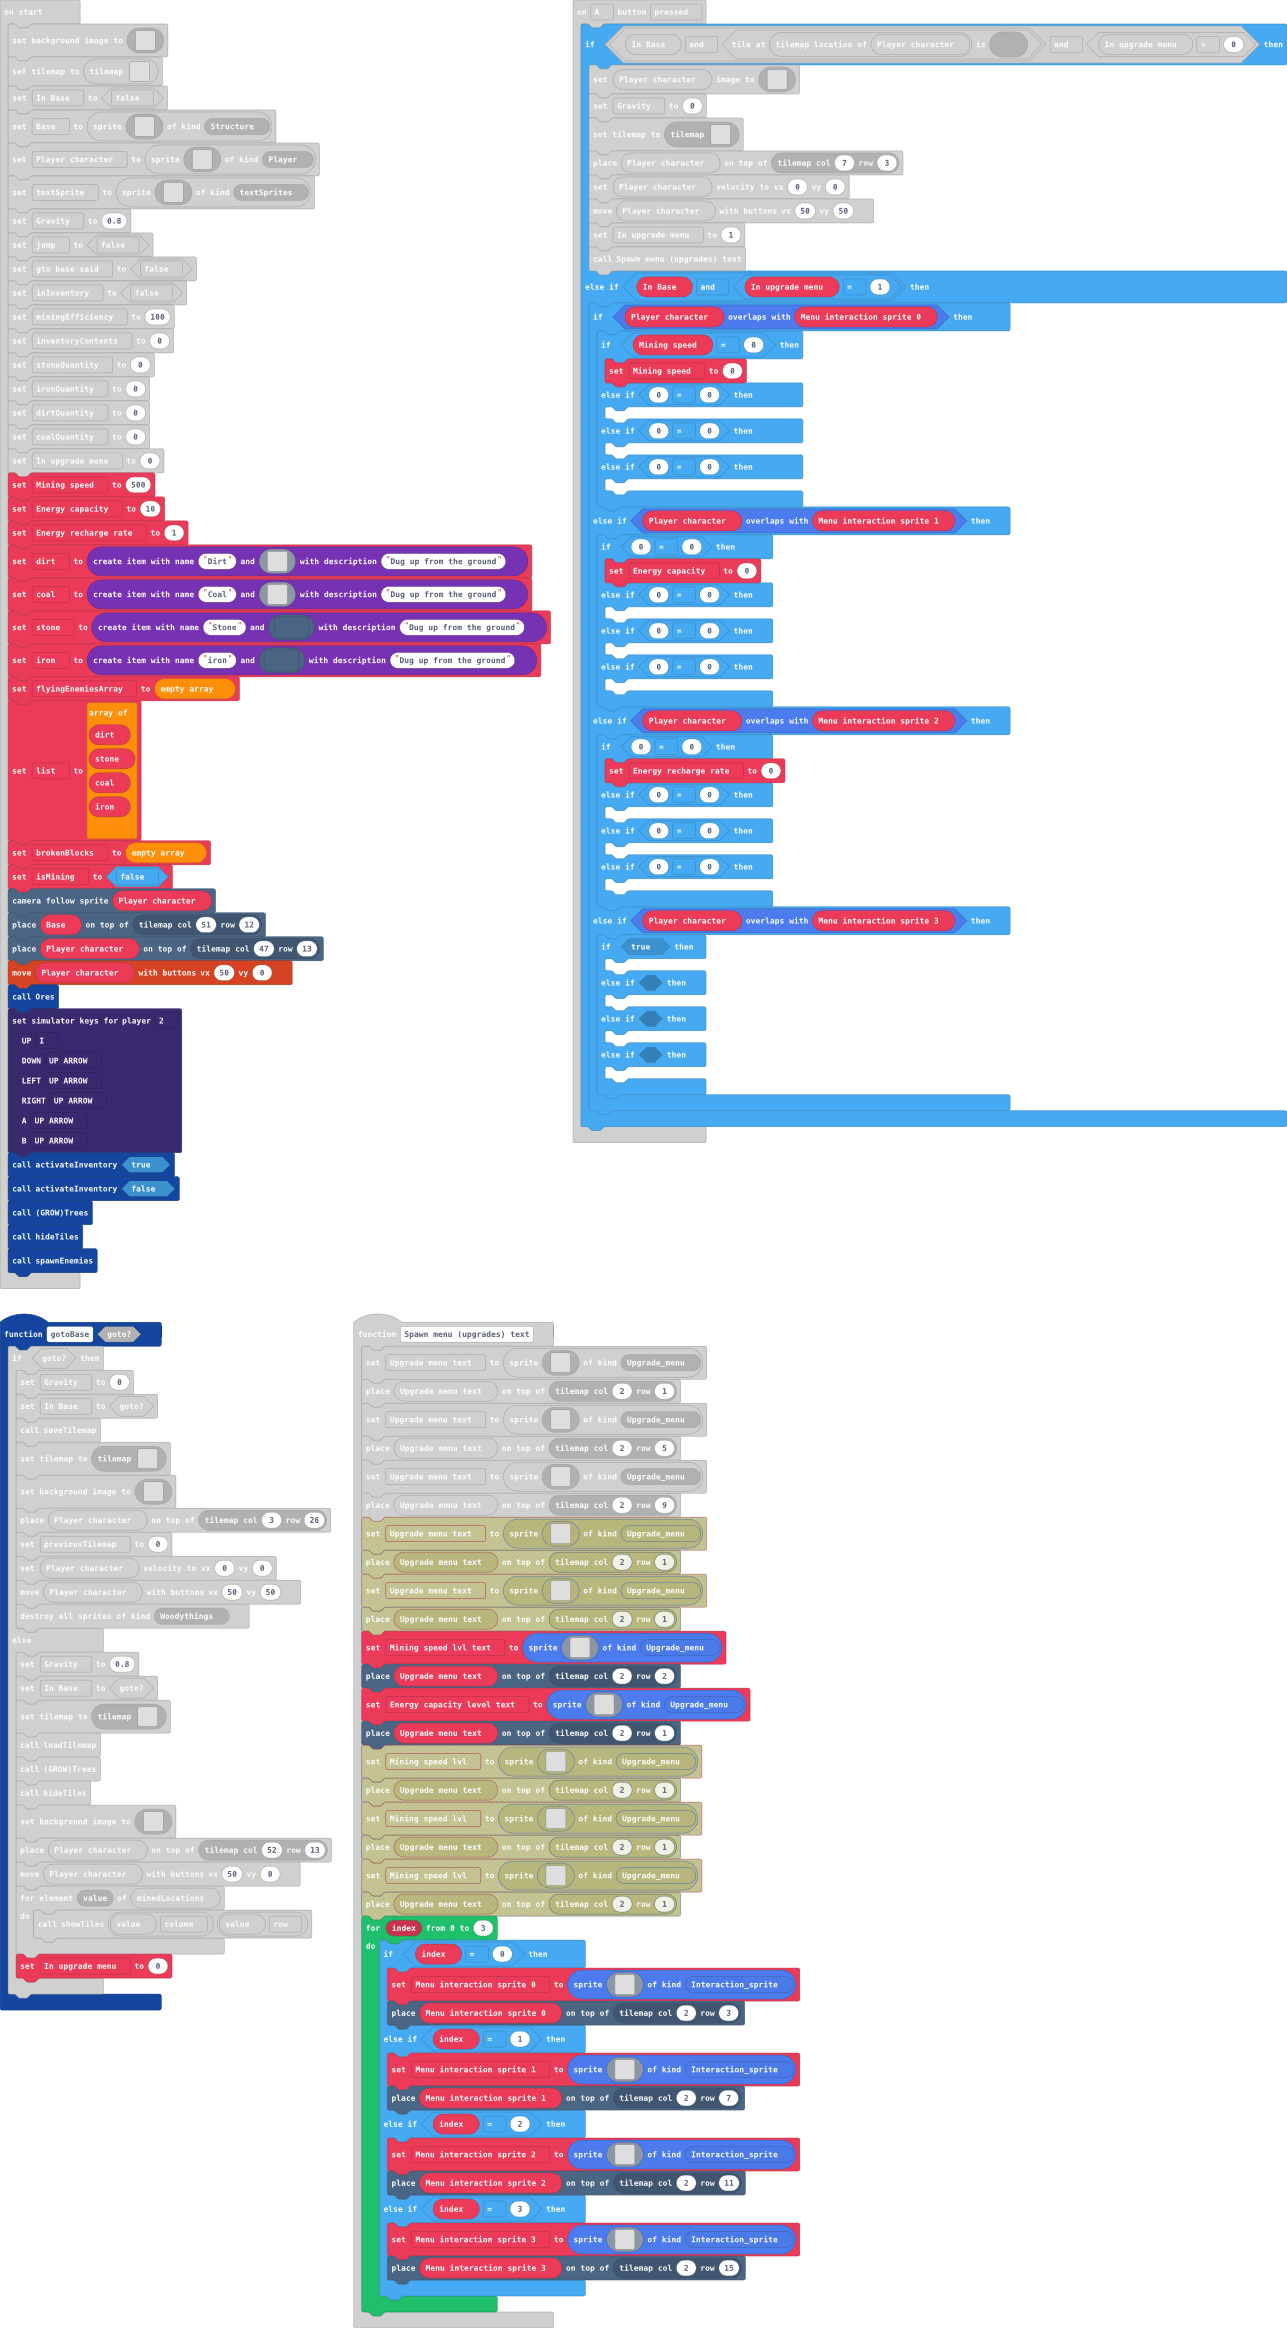 on start
set background image to
set tilemap to tilemap
set In Base to false
set Base to sprite of kind Structure
set Player character to sprite of kind Player
set textSprite to sprite of kind textSprites
set Gravity to 0.8
set jump to false
set gto base said to false
set inInventory to false
set miningEfficiency to 100
set inventoryContents to 0
set stoneQuantity to 0
set ironQuantity to 0
set dirtQuantity to 0
set coalQuantity to 0
set In upgrade menu to 0
set Mining speed to 500
set Energy capacity to 10
set Energy recharge rate to 1
set dirt to create item with name "Dirt" and with description "Dug up from the ground"
set coal to create item with name "Coal" and with description "Dug up from the ground"
set stone to create item with name "Stone" and with description "Dug up from the ground"
set iron to create item with name "iron" and with description "Dug up from the ground"
set flyingEnemiesArray to empty array
array of
dirt
stone
set list to
coal
iron
set brokenBlocks to empty array
set isMining to false
camera follow sprite Player character
place Base on top of tilemap col 51 row 12
place Player character on top of tilemap col 47 row 13
move Player character with buttons vx 50 vy 0
call Ores
set simulator keys for player 2
UP I
DOWN UP ARROW
LEFT UP ARROW
RIGHT UP ARROW
A UP ARROW
B UP ARROW
call activateInventory true
call activateInventory false
call (GROW)Trees
call hideTiles
call spawnEnemies
on A button pressed
if In Base and tile at tilemap location of Player character is and In upgrade menu = 0 then
set Player character image to
set Gravity to 0
set tilemap to tilemap
place Player character on top of tilemap col 7 row 3
set Player character velocity to vx 0 vy 0
move Player character with buttons vx 50 vy 50
set In upgrade menu to 1
call Spawn menu (upgrades) text
else if In Base and In upgrade menu = 1 then
if Player character overlaps with Menu interaction sprite 0 then
if Mining speed = 0 then
set Mining speed to 0
else if 0 = 0 then
else if 0 = 0 then
else if 0 = 0 then
else if Player character overlaps with Menu interaction sprite 1 then
if 0 = 0 then
set Energy capacity to 0
else if 0 = 0 then
else if 0 = 0 then
else if 0 = 0 then
else if Player character overlaps with Menu interaction sprite 2 then
if 0 = 0 then
set Energy recharge rate to 0
else if 0 = 0 then
else if 0 = 0 then
else if 0 = 0 then
else if Player character overlaps with Menu interaction sprite 3 then
if true then
else if then
else if then
else if then
function gotoBase goto?
if goto? then
set Gravity to 0
set In Base to goto?
call saveTilemap
set tilemap to tilemap
set background image to
place Player character on top of tilemap col 3 row 26
set previousTilemap to 0
set Player character velocity to vx 0 vy 0
move Player character with buttons vx 50 vy 50
destroy all sprites of kind Woodythings
else
set Gravity to 0.8
set In Base to goto?
set tilemap to tilemap
call loadTilemap
call (GROW)Trees
call hideTiles
set background image to
place Player character on top of tilemap col 52 row 13
move Player character with buttons vx 50 vy 0
for element value of minedLocations
do
call showTiles value column value row
set In upgrade menu to 0
function Spawn menu (upgrades) text
set Upgrade menu text to sprite of kind Upgrade_menu
place Upgrade menu text on top of tilemap col 2 row 1
set Upgrade menu text to sprite of kind Upgrade_menu
place Upgrade menu text on top of tilemap col 2 row 5
set Upgrade menu text to sprite of kind Upgrade_menu
place Upgrade menu text on top of tilemap col 2 row 9
set Upgrade menu text to sprite of kind Upgrade_menu
place Upgrade menu text on top of tilemap col 2 row 1
set Upgrade menu text to sprite of kind Upgrade_menu
place Upgrade menu text on top of tilemap col 2 row 1
set Mining speed lvl text to sprite of kind Upgrade_menu
place Upgrade menu text on top of tilemap col 2 row 2
set Energy capacity level text to sprite of kind Upgrade_menu
place Upgrade menu text on top of tilemap col 2 row 1
set Mining speed lvl to sprite of kind Upgrade_menu
place Upgrade menu text on top of tilemap col 2 row 1
set Mining speed lvl to sprite of kind Upgrade_menu
place Upgrade menu text on top of tilemap col 2 row 1
set Mining speed lvl to sprite of kind Upgrade_menu
place Upgrade menu text on top of tilemap col 2 row 1
for index from 0 to 3
do
if index = 0 then
set Menu interaction sprite 0 to sprite of kind Interaction_sprite
place Menu interaction sprite 0 on top of tilemap col 2 row 3
else if index = 1 then
set Menu interaction sprite 1 to sprite of kind Interaction_sprite
place Menu interaction sprite 1 on top of tilemap col 2 row 7
else if index = 2 then
set Menu interaction sprite 2 to sprite of kind Interaction_sprite
place Menu interaction sprite 2 on top of tilemap col 2 row 11
else if index = 3 then
set Menu interaction sprite 3 to sprite of kind Interaction_sprite
place Menu interaction sprite 3 on top of tilemap col 2 row 15